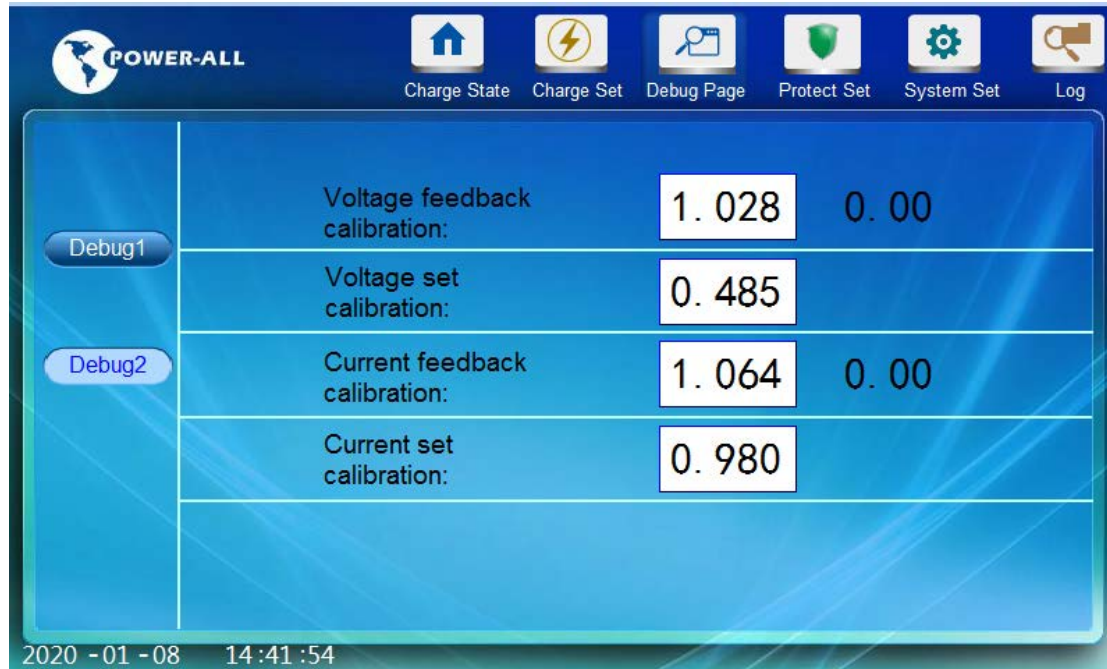 POWER-ALL
Charge State Charge Set Debug Page Protect Set System Set Log
Debug1
Debug2
Voltage feedback
calibration:
1.028 0.00
Voltage set
calibration:
0.485
Current feedback
calibration:
1.064 0.00
Current set
calibration:
0.980
2020 -01 -08 14:41:54